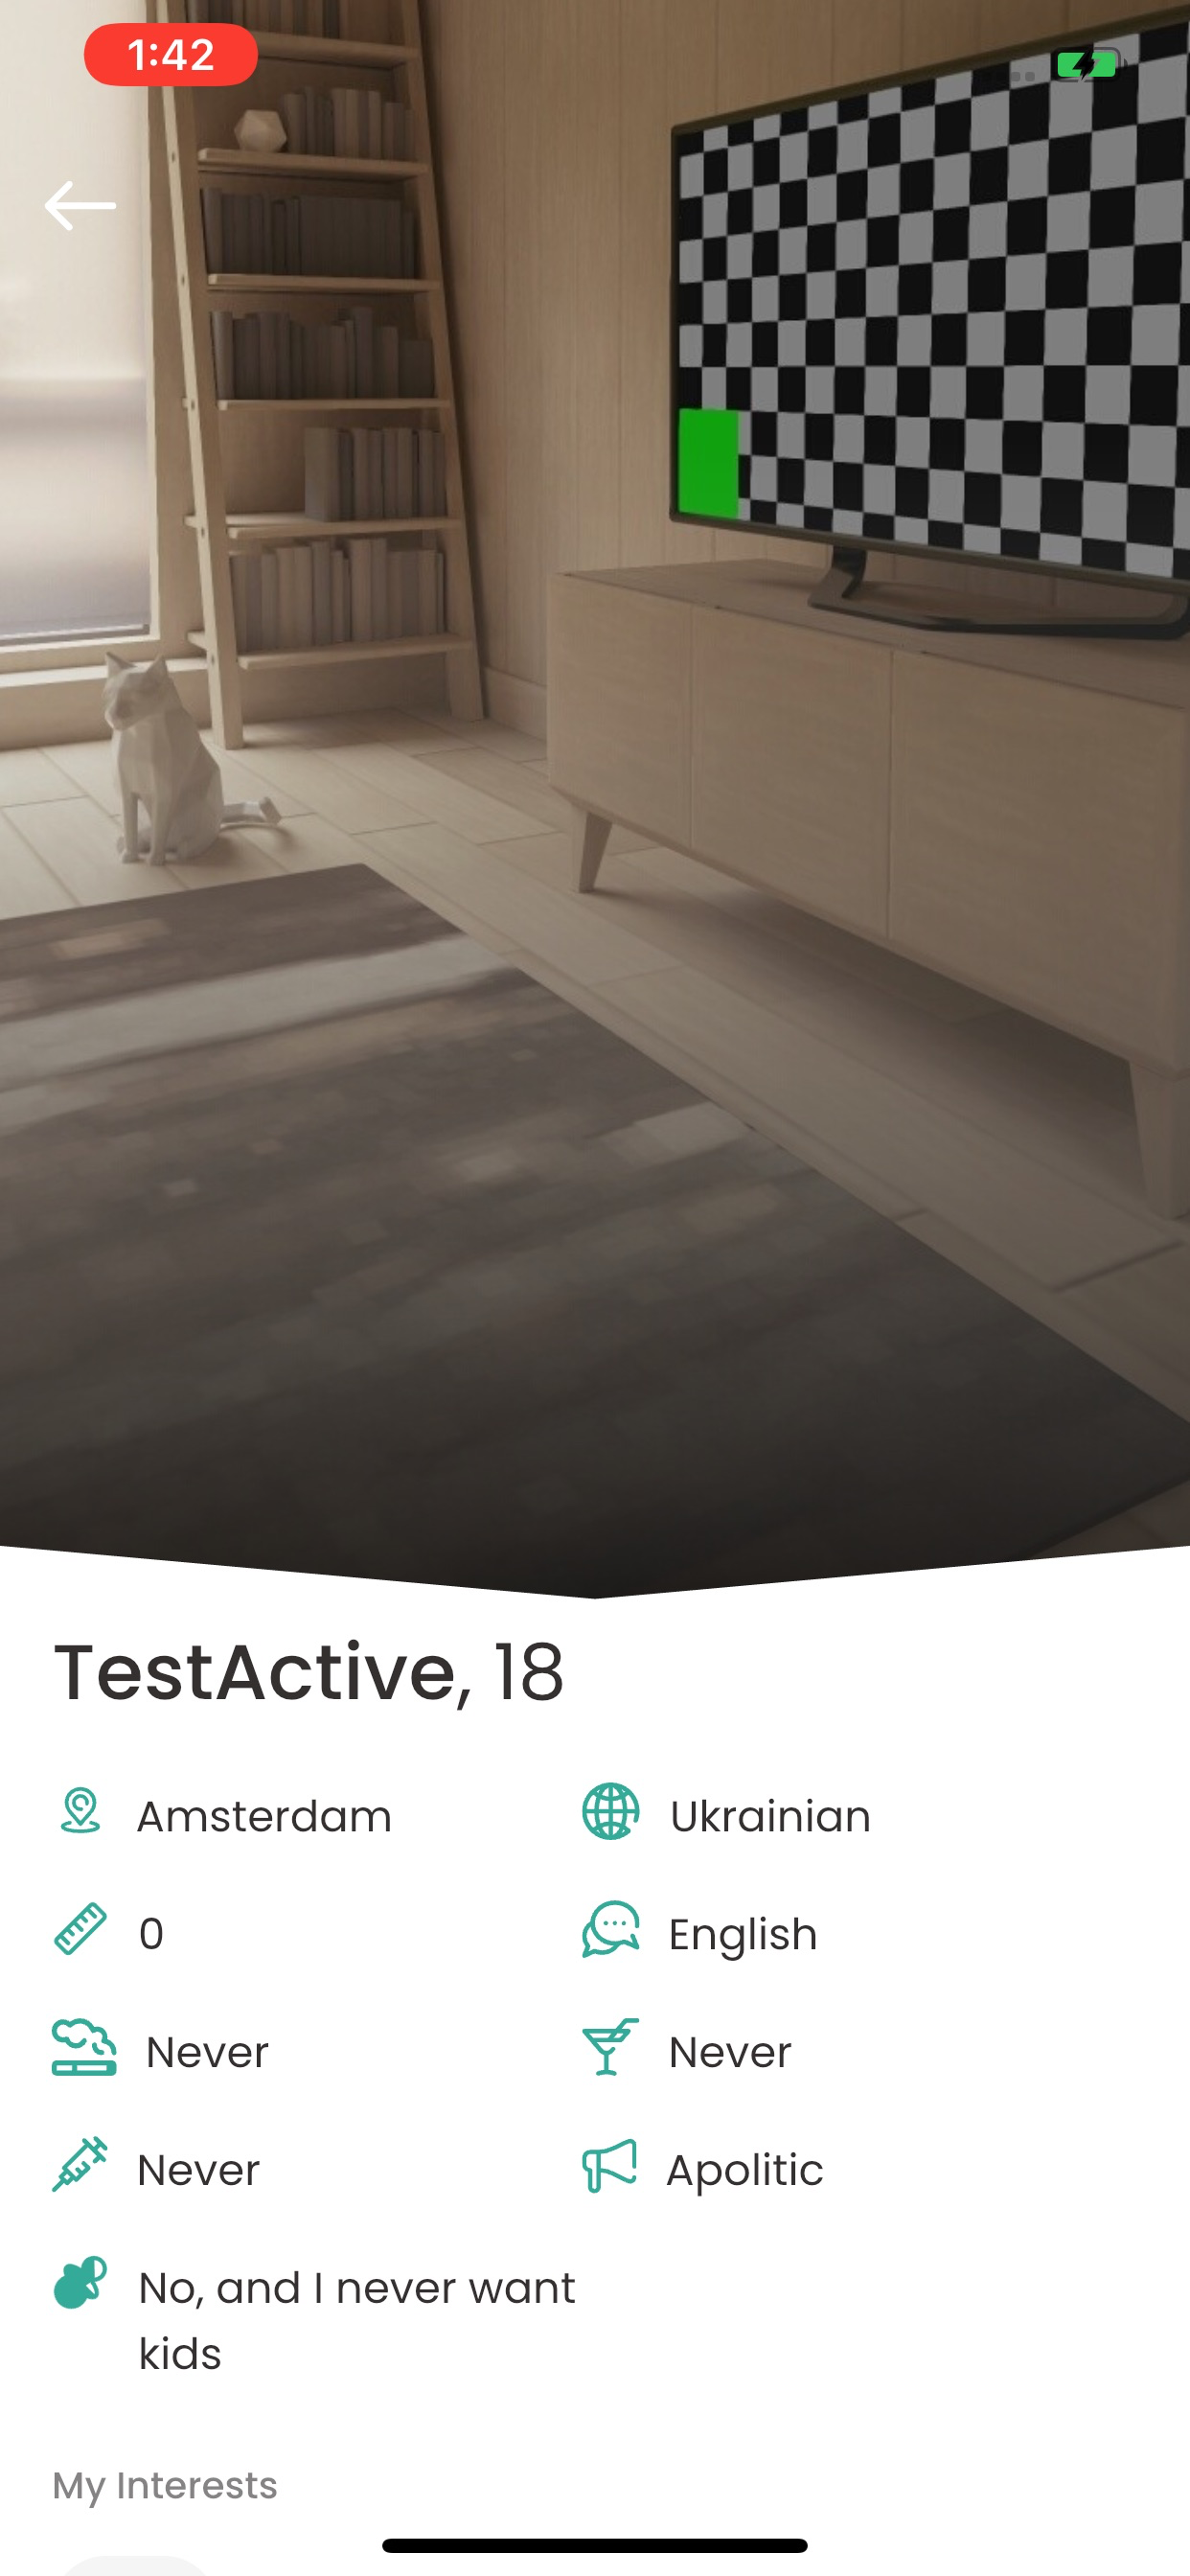 1:42
TestActive, 18
Amsterdam
Ukrainian
0
English
Never
Never
Never
Apolitic
No, and I never want
kids
My Interests